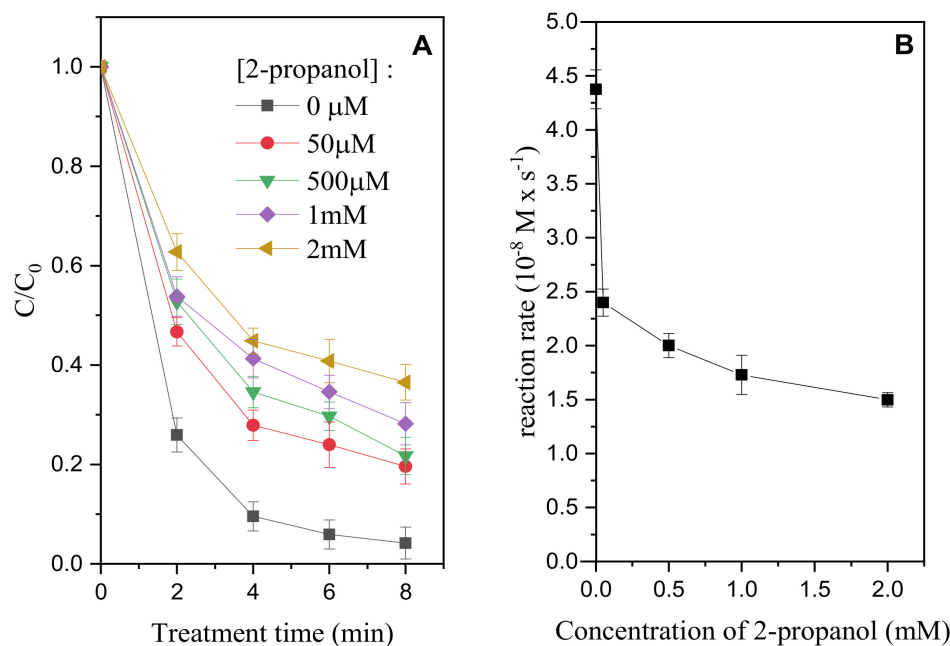 A
[2-propanol] :
0 μM
50μM
500μM
1mM
2mM
1.0
0.8
0.6
0.4
0.2
0.0
0 2 4 6 8
C/C₀
Treatment time (min)
B
5.0
4.5
4.0
3.5
3.0
2.5
2.0
1.5
1.0
0.5
0.0
0.0 0.5 1.0 1.5 2.0
reaction rate (10⁻⁸ M x s⁻¹)
Concentration of 2-propanol (mM)